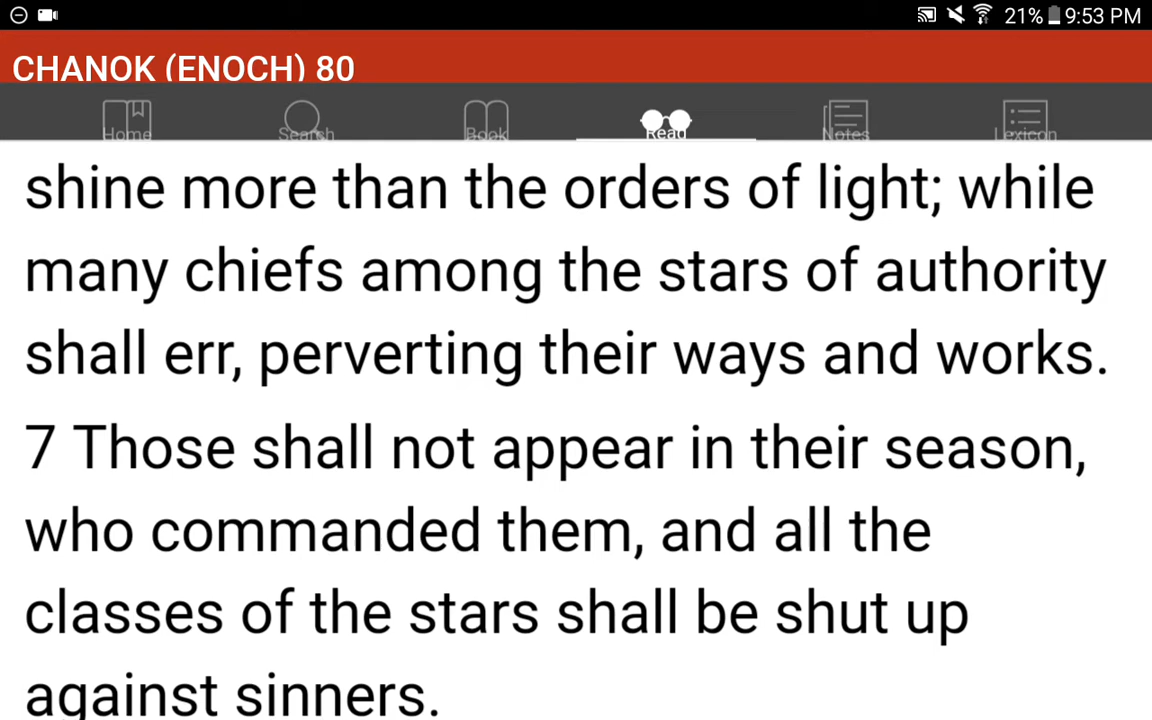 21% 9:53 PM
CHANOK (ENOCH) 80
Home Search Book Read Notes Lexicon
shine more than the orders of light; while
many chiefs among the stars of authority
shall err, perverting their ways and works.
7 Those shall not appear in their season,
who commanded them, and all the
classes of the stars shall be shut up
against sinners.